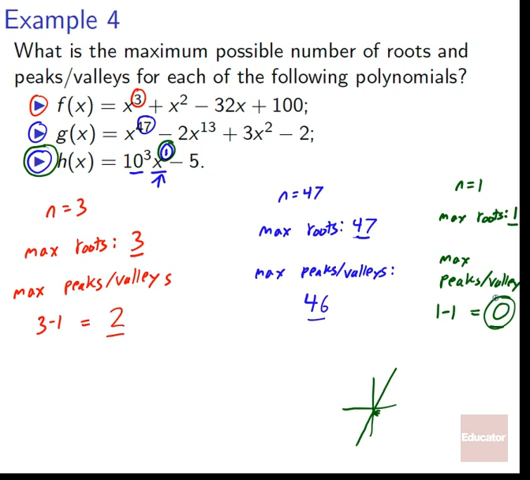 Example 4
What is the maximum possible number of roots and
peaks/valleys for each of the following polynomials?
f(x) = x³ + x² − 32x + 100;
g(x) = x⁴⁷ − 2x¹³ + 3x² − 2;
h(x) = 10³x¹ − 5.
n = 3
max roots: 3
max peaks/valleys
3-1 = 2
n = 47
max roots: 47
max peaks/valleys:
46
n = 1
max roots: 1
max
peaks/valley
1-1 = 0
Educator